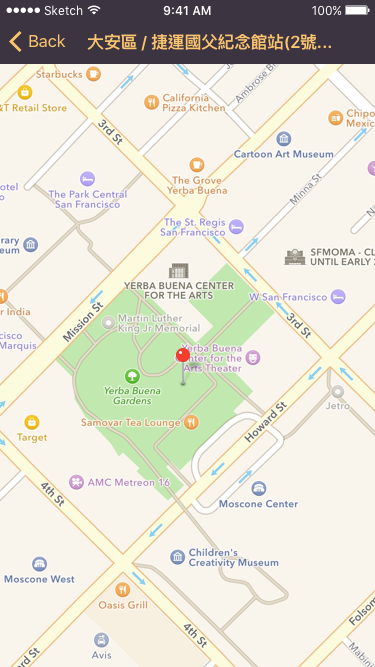 Sketch
9:41 AM
100%
Back
大安區 / 捷運國父紀念館站(2號...
Starbucks
&T Retail Store
California
Pizza Kitchen
Ambrose B
3rd St
Chipo
Mexic
Cartoon Art Museum
The Grove
Yerba Buena
Minna St
otel
The Park Central
San Francisco
The St. Regis
San Francisco
rary
seum
SFMOMA - CL
UNTIL EARLY 2
YERBA BUENA CENTER
FOR THE ARTS
W San Francisco
r India
Mission St
Martin Luther
King Jr Memorial
3rd St
cisco
Marquis
Yerba Buena
Center for the
Arts Theater
Yerba Buena
Gardens
Jetro
Samovar Tea Lounge
Howard St
Target
4th St
AMC Metreon 16
Moscone Center
Children's
Creativity Museum
Moscone West
Oasis Grill
Folsom
4th St
Avis
rd St